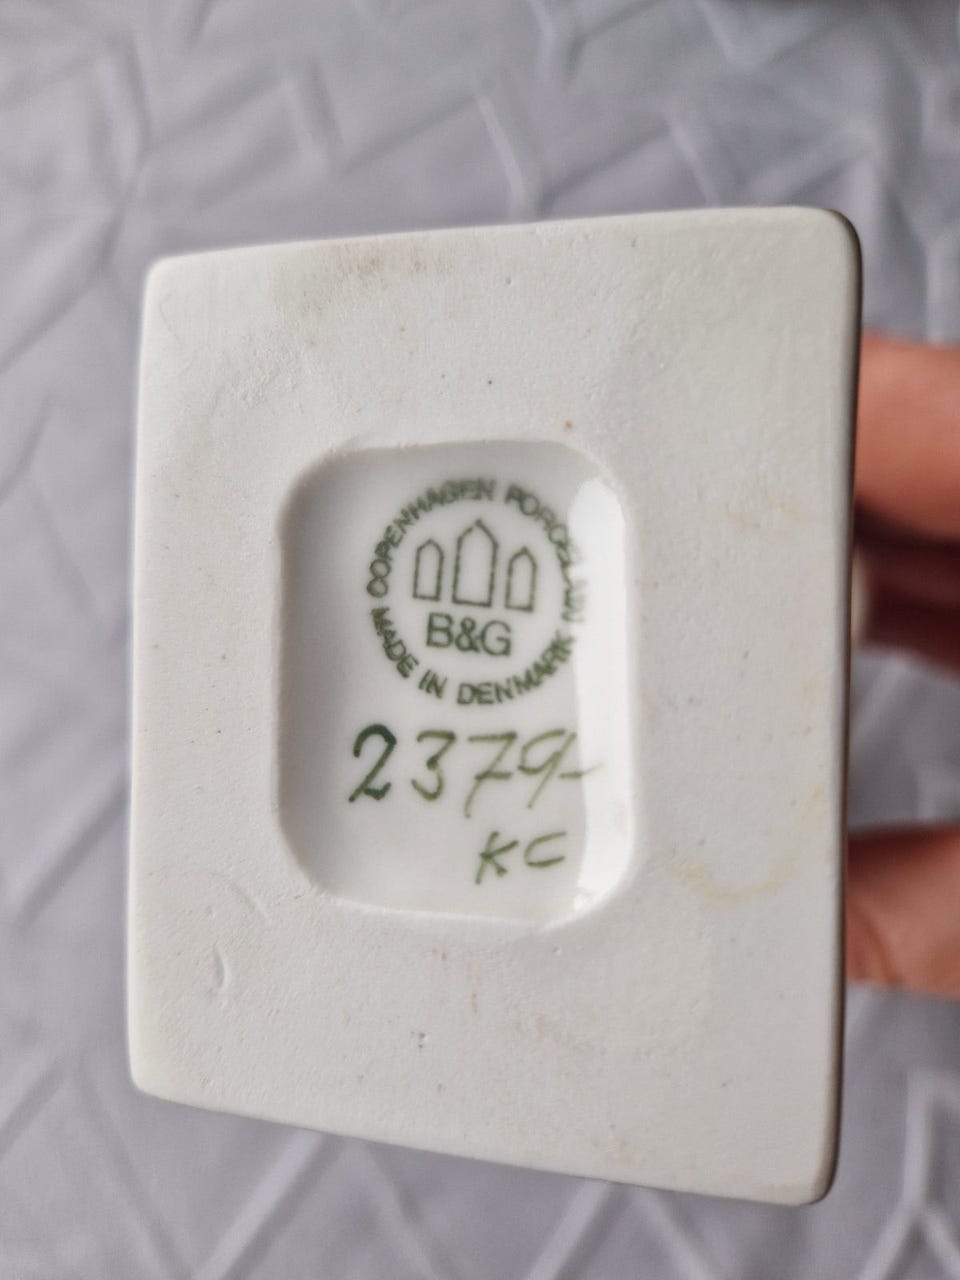 COPENHAGEN PORCELAIN
B&G
MADE IN DENMARK
2379
KC